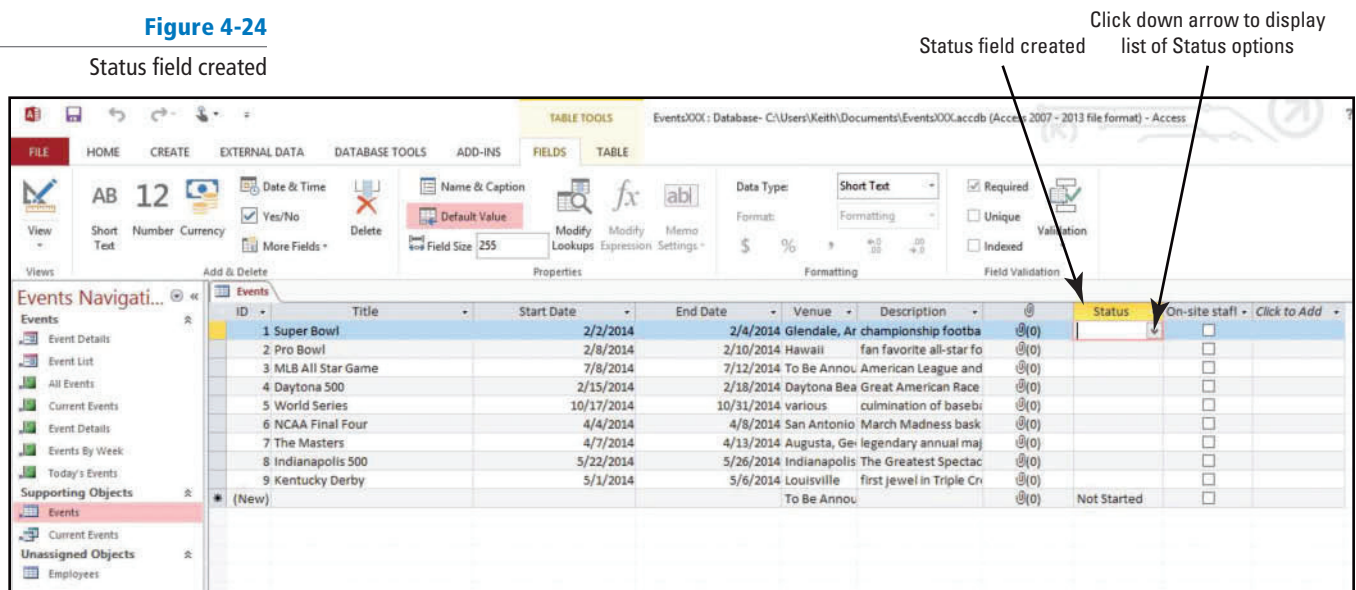 Figure 4-24
Status field created
Status field created
Click down arrow to display
list of Status options
TABLE TOOLS
EventsXXX : Database- C:\Users\Keith\Documents\EventsXXX.accdb (Access 2007 - 2013 file format) - Access
?
FILE HOME CREATE EXTERNAL DATA DATABASE TOOLS ADD-INS FIELDS TABLE
View
Views
AB Short Text
12 Number
Currency
Date & Time
Yes/No
More Fields
Delete
Add & Delete
Name & Caption
Default Value
Field Size 255
Modify Lookups
fx Modify Expression
ab Memo Settings
Properties
Data Type: Short Text
Format: Formatting
$ % , .0 .00 .00 .0
Formatting
Required
Unique
Indexed
Validation
Field Validation
Events Navigati...
Events
Event Details
Event List
All Events
Current Events
Event Details
Events By Week
Today's Events
Supporting Objects
Events
Current Events
Unassigned Objects
Employees
Events
ID Title Start Date End Date Venue Description Status On-site staff Click to Add
1 Super Bowl 2/2/2014 2/4/2014 Glendale, Ar championship footba (0)
2 Pro Bowl 2/8/2014 2/10/2014 Hawaii fan favorite all-star fo (0)
3 MLB All Star Game 7/8/2014 7/12/2014 To Be Annou American League and (0)
4 Daytona 500 2/15/2014 2/18/2014 Daytona Bea Great American Race (0)
5 World Series 10/17/2014 10/31/2014 various culmination of baseba (0)
6 NCAA Final Four 4/4/2014 4/8/2014 San Antonio March Madness bask (0)
7 The Masters 4/7/2014 4/13/2014 Augusta, Geo legendary annual maj (0)
8 Indianapolis 500 5/22/2014 5/26/2014 Indianapolis The Greatest Spectac (0)
9 Kentucky Derby 5/1/2014 5/6/2014 Louisville first jewel in Triple Cro (0)
* (New) To Be Annou (0) Not Started